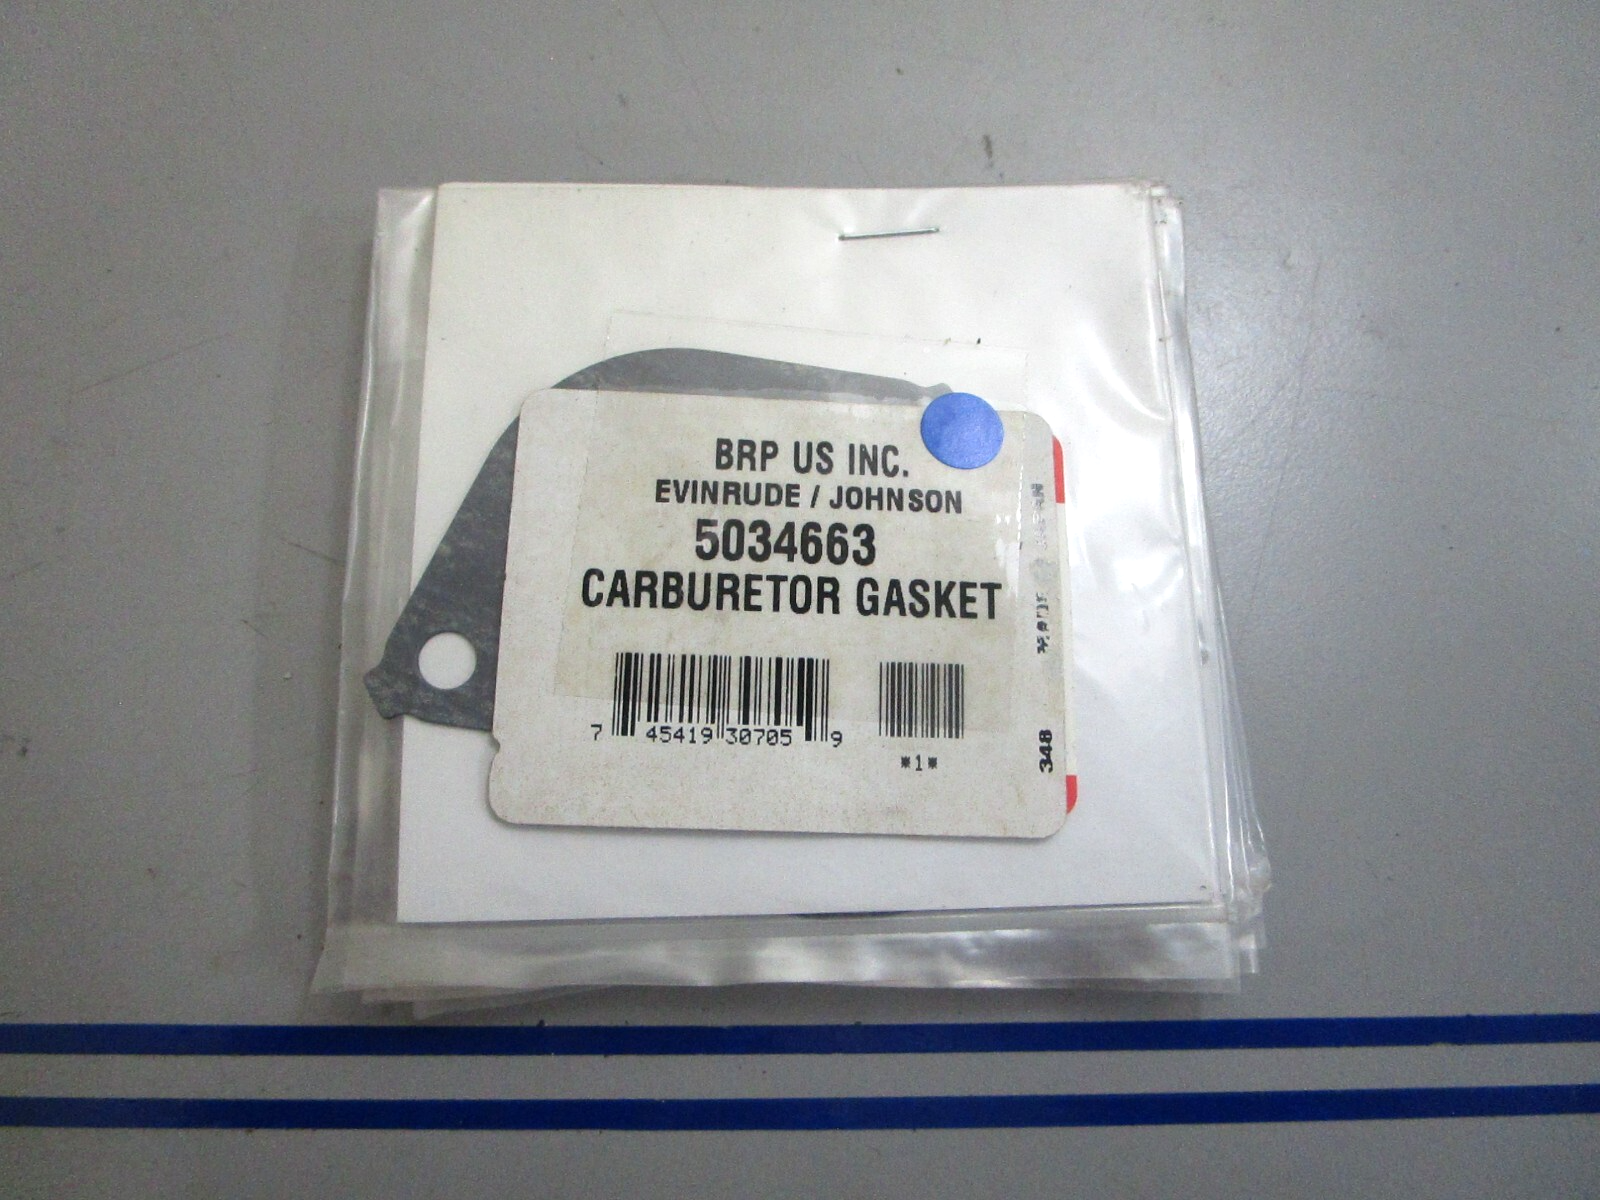 BRP US INC.
EVINRUDE / JOHNSON
5034663
CARBURETOR GASKET
7 45419 30705 9
*1*
348